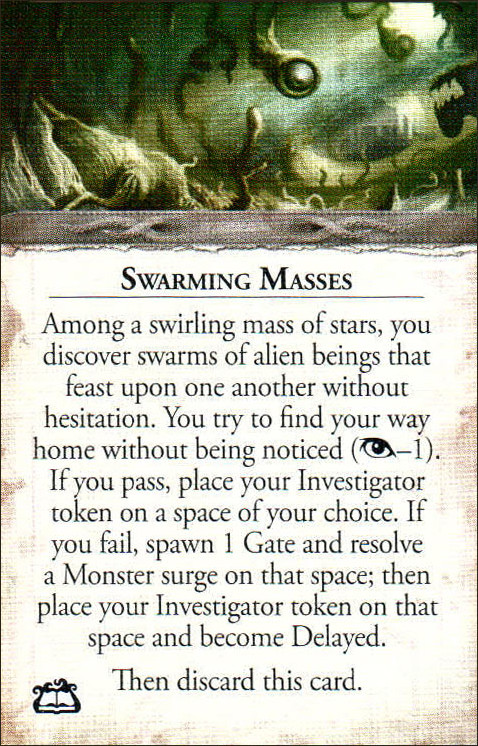 SWARMING MASSES
Among a swirling mass of stars, you
discover swarms of alien beings that
feast upon one another without
hesitation. You try to find your way
home without being noticed (–1).
If you pass, place your Investigator
token on a space of your choice. If
you fail, spawn 1 Gate and resolve
a Monster surge on that space; then
place your Investigator token on that
space and become Delayed.
Then discard this card.